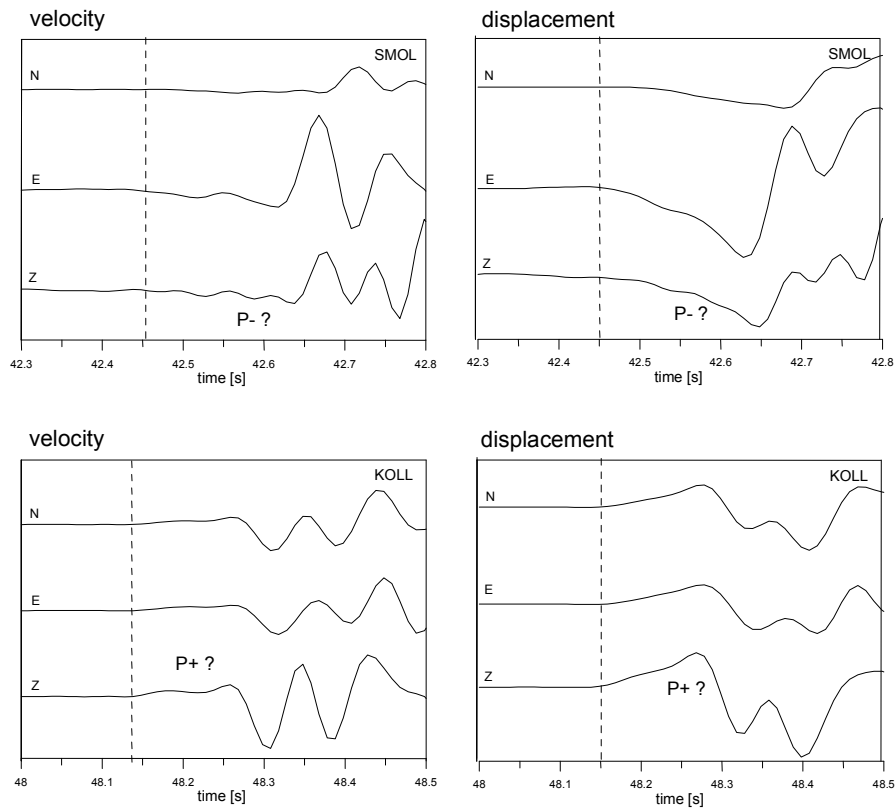 velocity
SMOL
N
E
Z
P- ?
42.3 42.4 42.5 42.6 42.7 42.8
time [s]
displacement
SMOL
N
E
Z
P- ?
42.3 42.4 42.5 42.6 42.7 42.8
time [s]
velocity
KOLL
N
E
P+ ?
Z
48 48.1 48.2 48.3 48.4 48.5
time [s]
displacement
KOLL
N
E
Z
P+ ?
48 48.1 48.2 48.3 48.4 48.5
time [s]